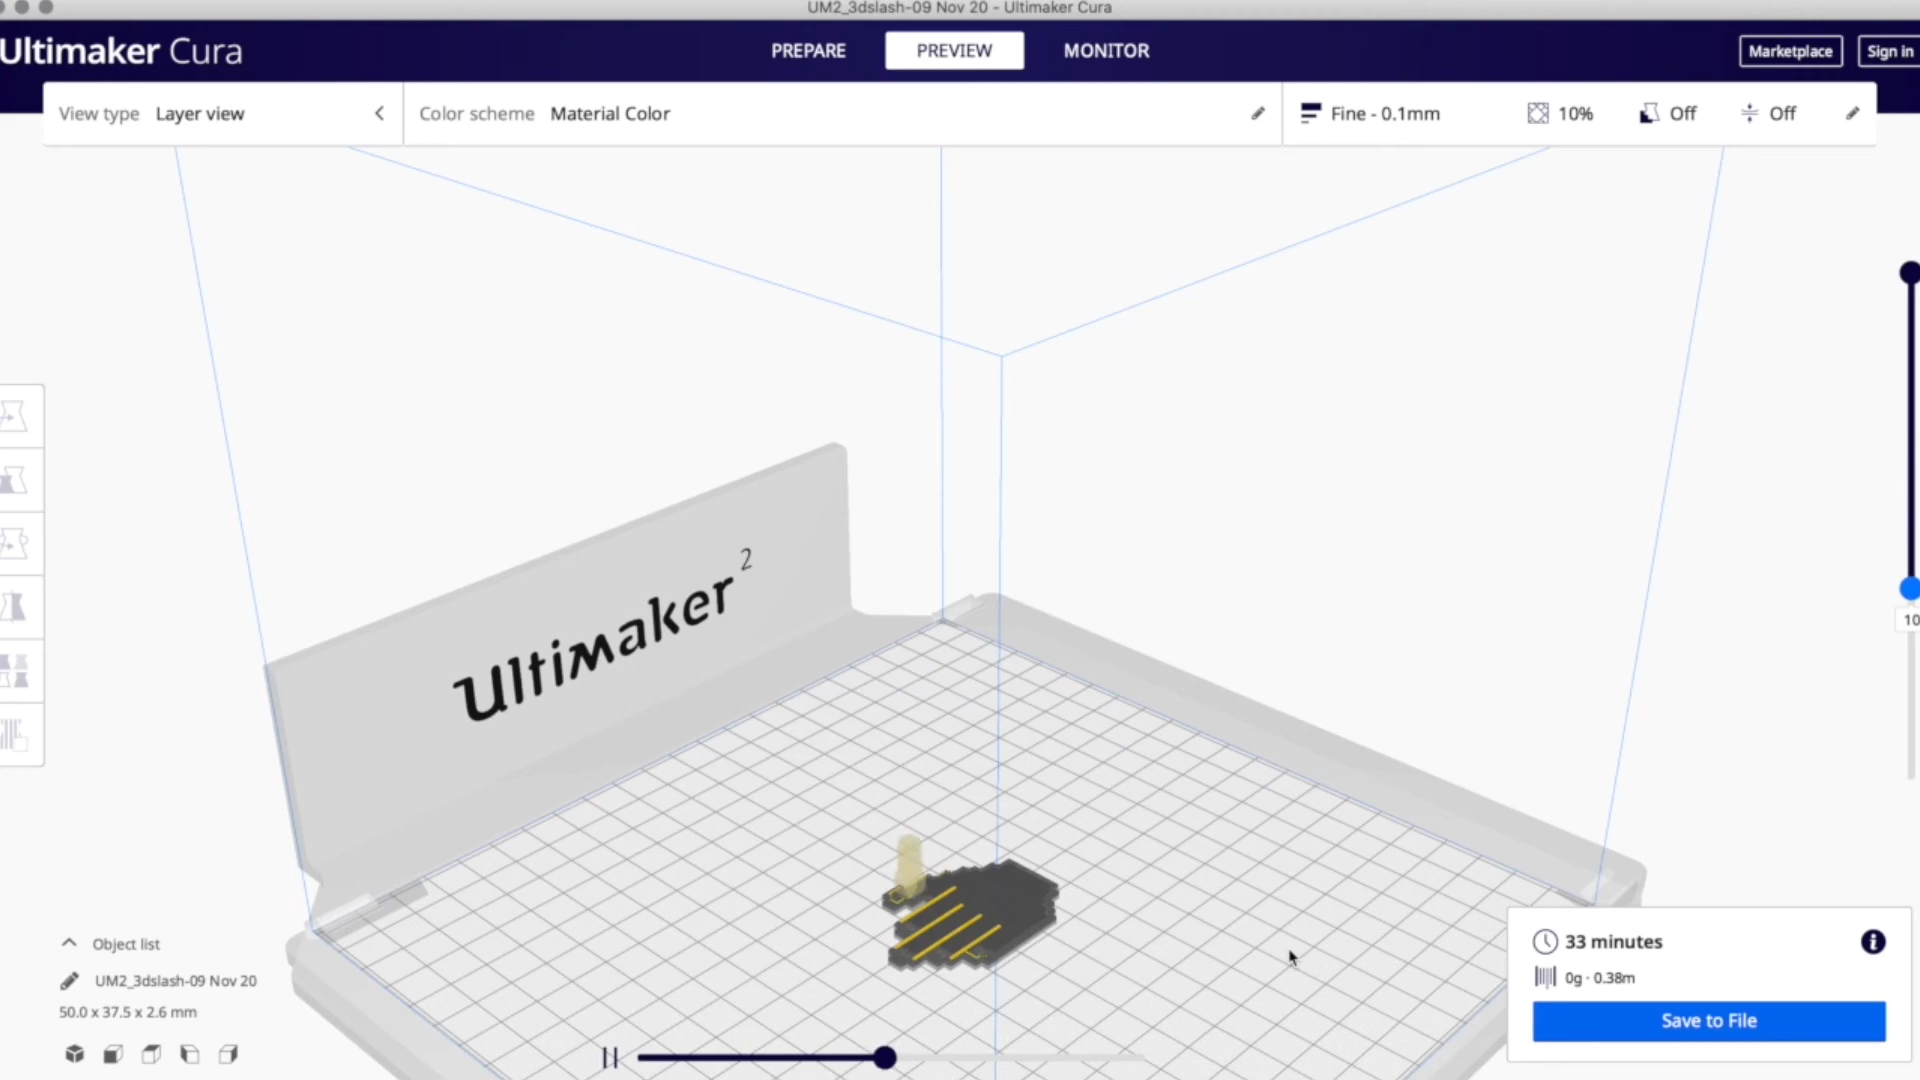 UM2_3dslash-09 Nov 20 - Ultimaker Cura
Ultimaker Cura
PREPARE
PREVIEW
MONITOR
Marketplace
Sign in
View type Layer view
Color scheme Material Color
Fine - 0.1mm
10%
Off
Off
Ultimaker 2
10
Object list
UM2_3dslash-09 Nov 20
50.0 x 37.5 x 2.6 mm
33 minutes
0g · 0.38m
Save to File